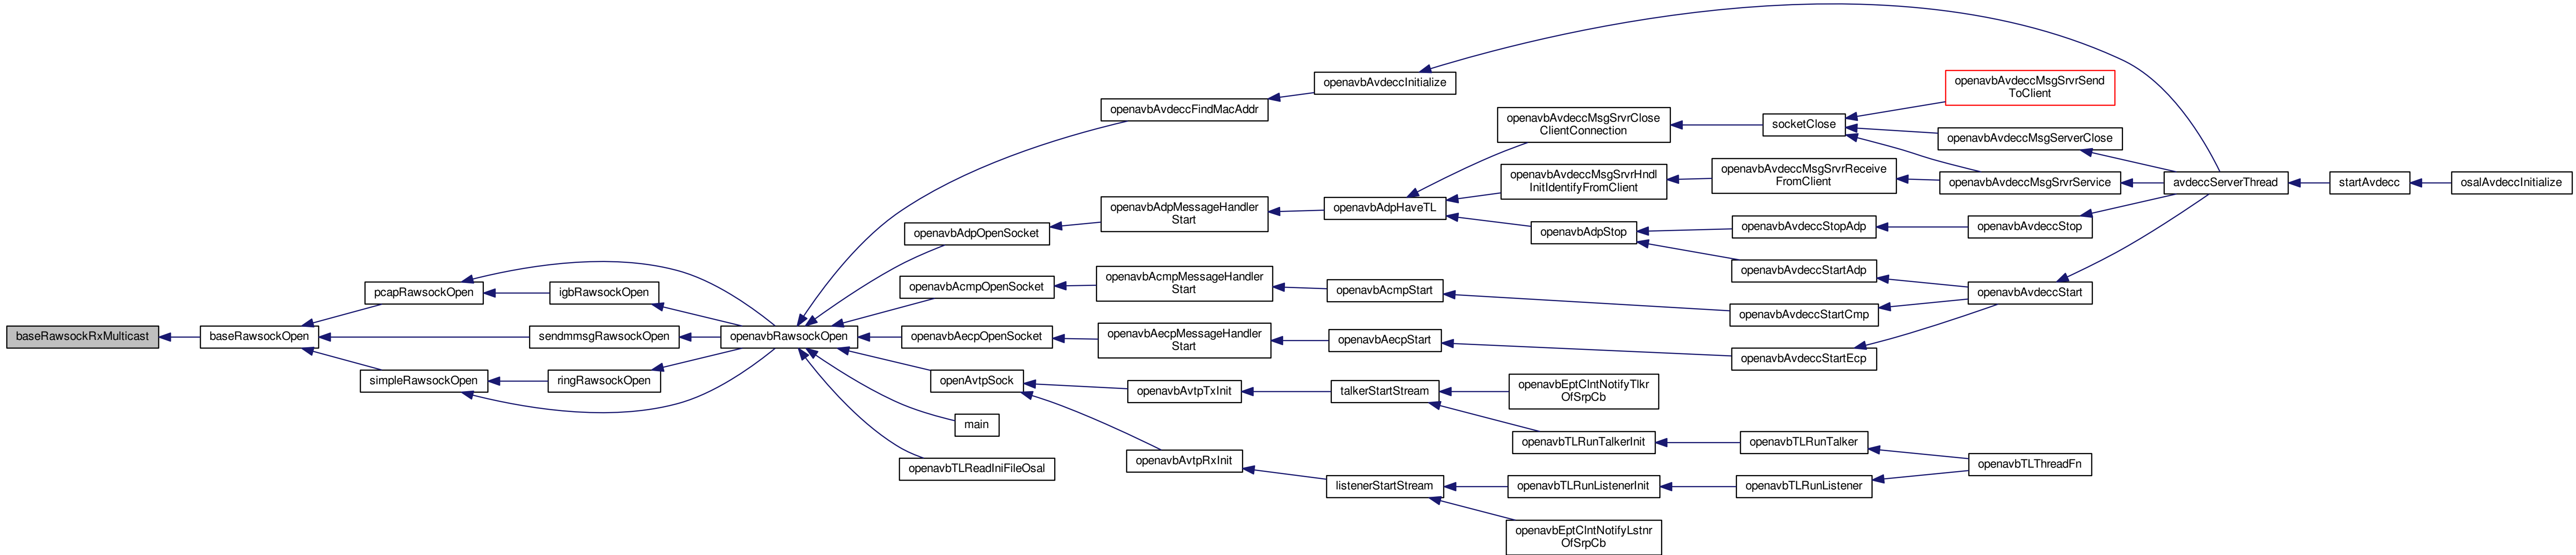 openavbAvdeccInitialize
openavbAvdeccMsgSrvrSend
ToClient
openavbAvdeccFindMacAddr
openavbAvdeccMsgSrvrClose
ClientConnection
socketClose
openavbAvdeccMsgServerClose
openavbAvdeccMsgSrvrHndl
InitIdentifyFromClient
openavbAvdeccMsgSrvrReceive
FromClient
openavbAvdeccMsgSrvrService
avdeccServerThread
startAvdecc
osalAvdeccInitialize
openavbAdpMessageHandler
Start
openavbAdpHaveTL
openavbAdpOpenSocket
openavbAdpStop
openavbAvdeccStopAdp
openavbAvdeccStop
openavbAvdeccStartAdp
pcapRawsockOpen
igbRawsockOpen
openavbAcmpOpenSocket
openavbAcmpMessageHandler
Start
openavbAcmpStart
openavbAvdeccStart
openavbAvdeccStartCmp
baseRawsockRxMulticast
baseRawsockOpen
sendmmsgRawsockOpen
openavbRawsockOpen
openavbAecpOpenSocket
openavbAecpMessageHandler
Start
openavbAecpStart
openavbAvdeccStartEcp
simpleRawsockOpen
ringRawsockOpen
openAvtpSock
openavbAvtpTxInit
talkerStartStream
openavbEptClntNotifyTlkr
OfSrpCb
main
openavbTLRunTalkerInit
openavbTLRunTalker
openavbTLReadIniFileOsal
openavbAvtpRxInit
openavbTLThreadFn
listenerStartStream
openavbTLRunListenerInit
openavbTLRunListener
openavbEptClntNotifyLstnr
OfSrpCb